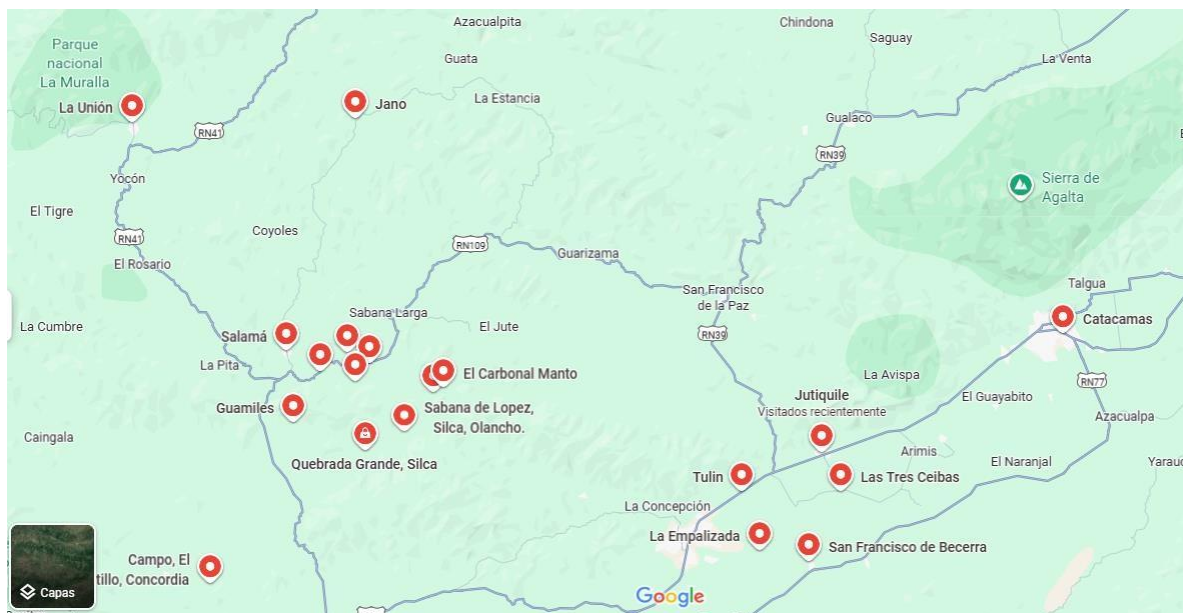 Azacualpita
Chindona
Parque
nacional
La Muralla
Saguay
Guata
La Venta
La Unión
Jano
La Estancia
RN41
Gualaco
RN39
Yocón
Sierra de
Agalta
El Tigre
Coyoles
RN41
RN109
Guarizama
El Rosario
San Francisco
de la Paz
Talgua
Sabana Larga
La Cumbre
Salamá
El Jute
RN39
Catacamas
La Pita
El Carbonal Manto
La Avispa
RN77
Guamiles
Sabana de Lopez,
Silca, Olancho.
Jutiquile
Visitados recientemente
El Guayabito
Azacualpa
Caingala
Quebrada Grande, Silca
Arimis
El Naranjal
Tulin
Las Tres Ceibas
La Concepción
La Empalizada
San Francisco de Becerra
Campo, El
tillo, Concordia
Capas
Google